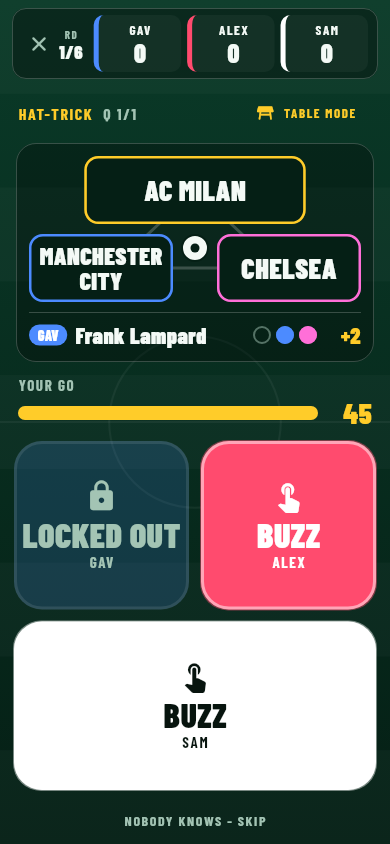 RD
1/6
GAV
0
ALEX
0
SAM
0
HAT-TRICK Q 1/1
TABLE MODE
AC MILAN
MANCHESTER
CITY
CHELSEA
GAV Frank Lampard +2
YOUR GO
45
LOCKED OUT
GAV
BUZZ
ALEX
BUZZ
SAM
NOBODY KNOWS - SKIP